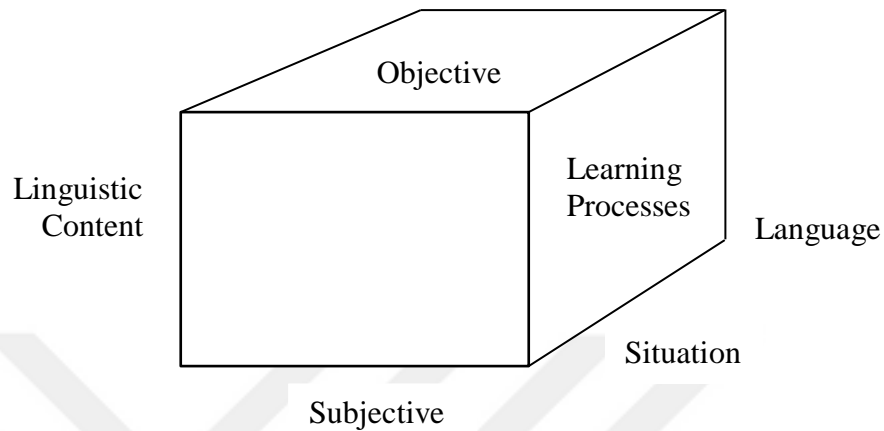 Objective
Linguistic
Content
Learning
Processes
Language
Situation
Subjective